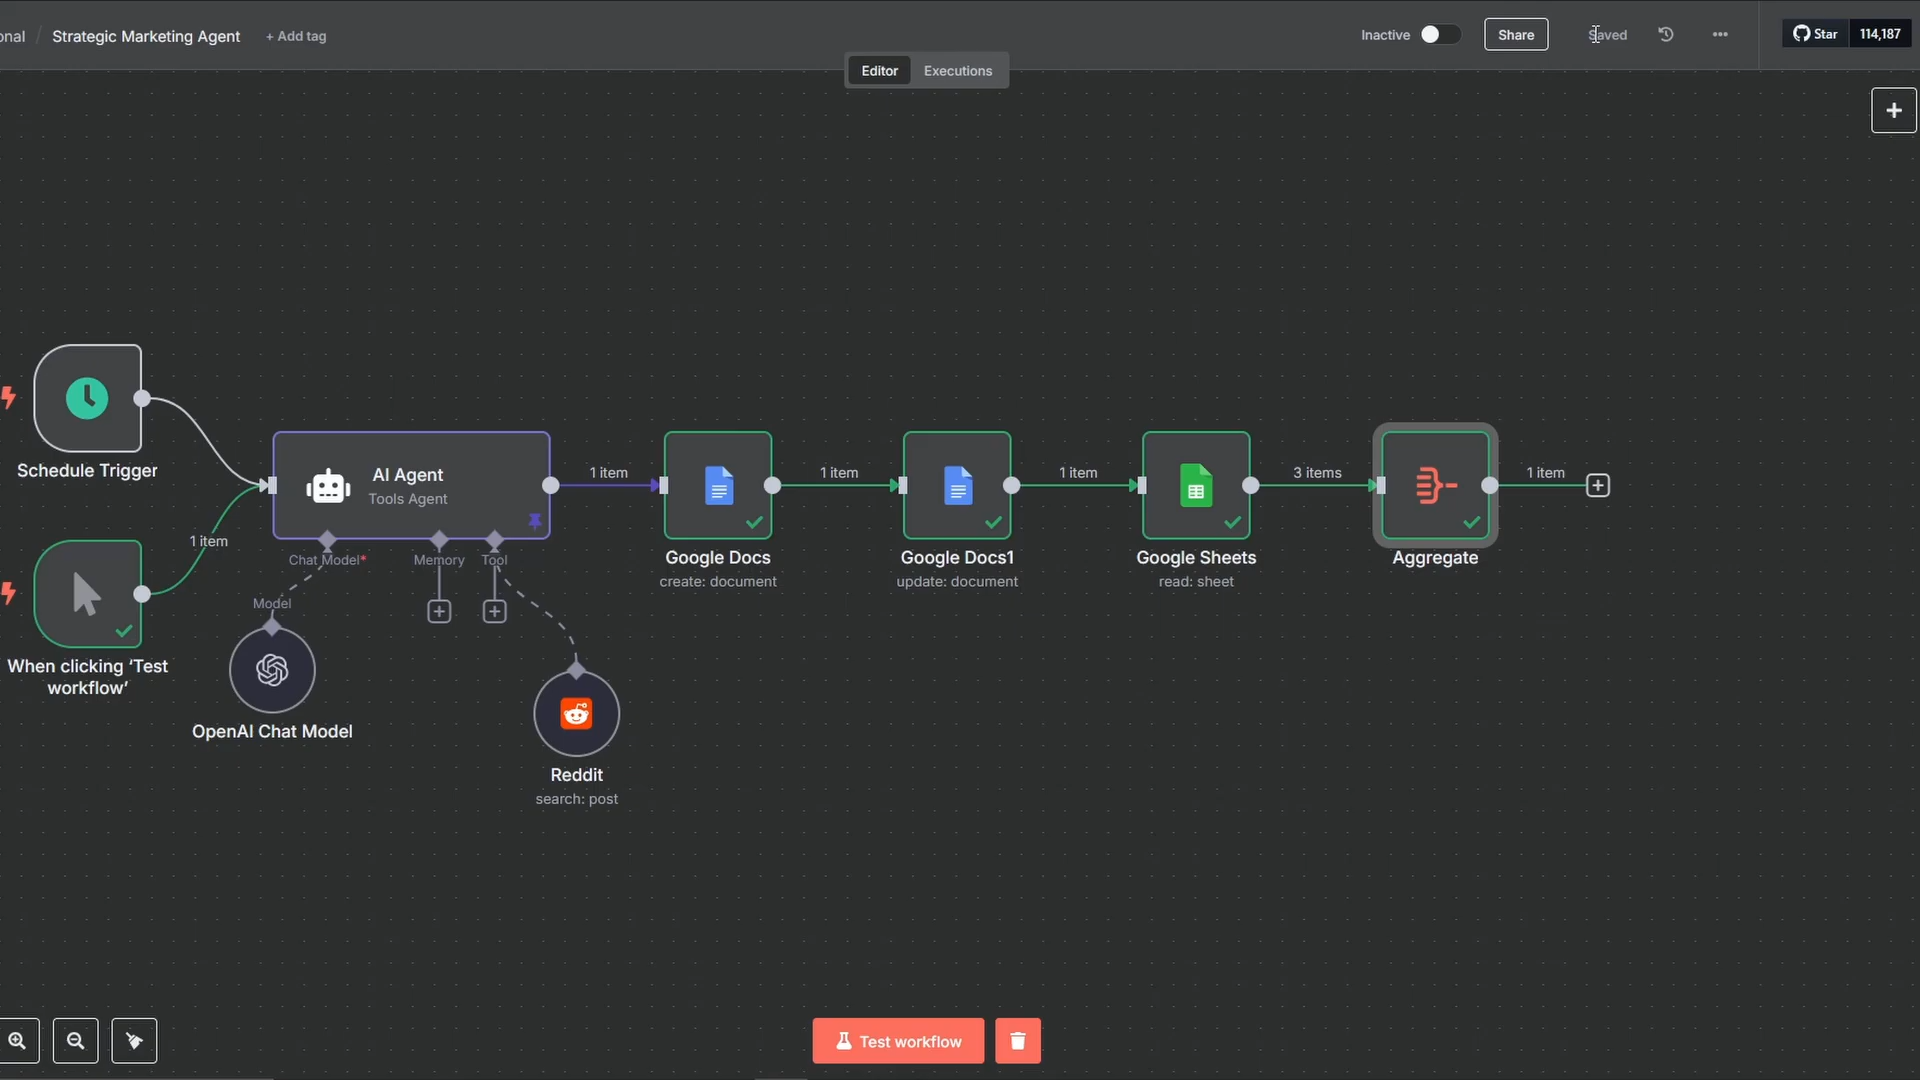 onal / Strategic Marketing Agent + Add tag
Inactive
Share
Saved
Star 114,187
Editor Executions
Schedule Trigger
1 item
When clicking ‘Test
workflow’
AI Agent
Tools Agent
Chat Model*
Memory
Tool
Model
OpenAI Chat Model
Reddit
search: post
1 item
Google Docs
create: document
1 item
Google Docs1
update: document
1 item
Google Sheets
read: sheet
3 items
Aggregate
1 item
Test workflow